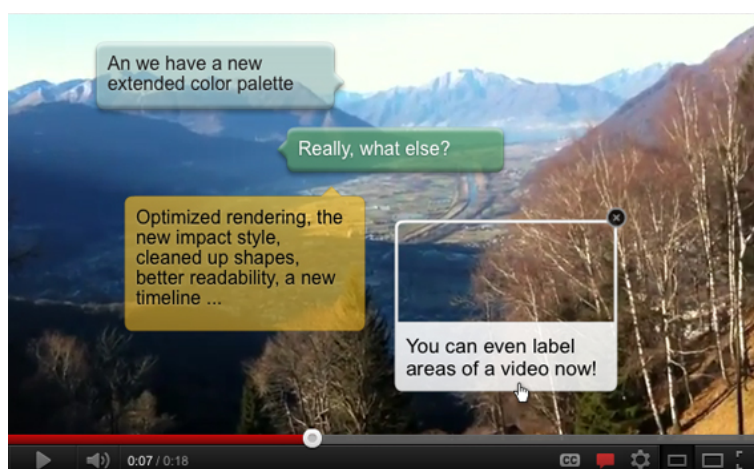 An we have a new
extended color palette
Really, what else?
Optimized rendering, the
new impact style,
cleaned up shapes,
better readability, a new
timeline ...
You can even label
areas of a video now!
0:07 / 0:18
CC